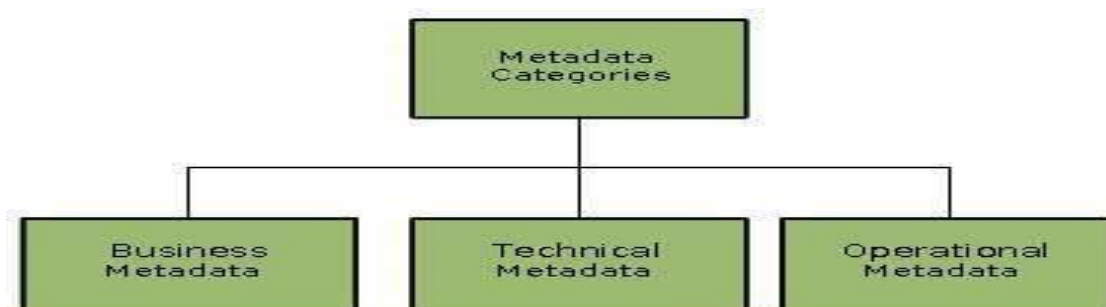 Metadata
Categories
Business
Metadata
Technical
Metadata
Operational
Metadata